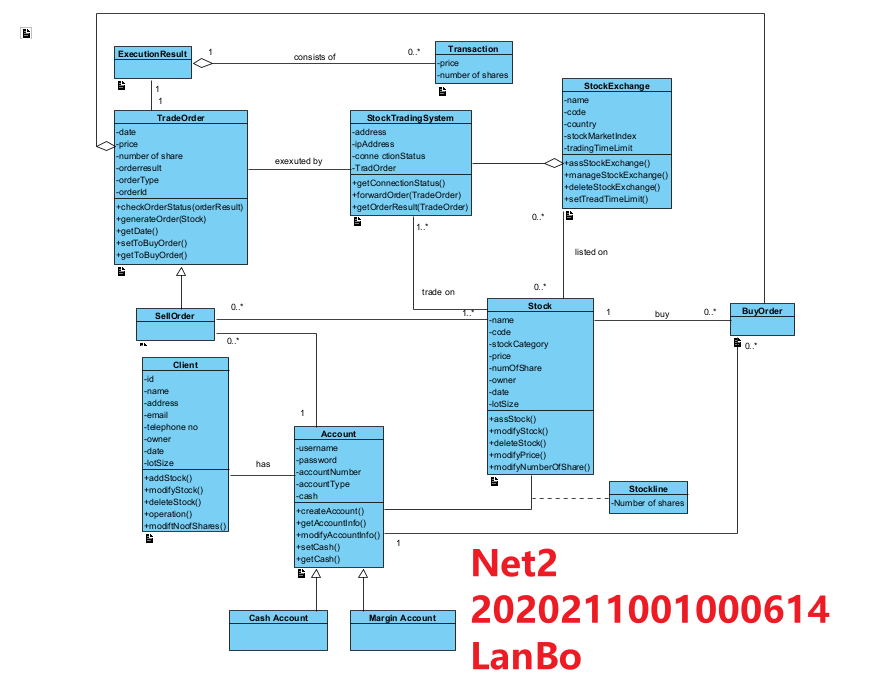 ExecutionResult
1
consists of
0..*
Transaction
-price
-number of shares
1
1
TradeOrder
-date
-price
-number of share
-orderresult
-orderType
-orderId
+checkOrderStatus(orderResult)
+generateOrder(Stock)
+getDate()
+setToBuyOrder()
+getToBuyOrder()
exexuted by
StockTradingSystem
-address
-ipAddress
-conne ctionStatus
-TradOrder
+getConnectionStatus()
+forwardOrder(TradeOrder)
+getOrderResult(TradeOrder)
1..*
StockExchange
-name
-code
-country
-stockMarketIndex
-tradingTimeLimit
+assStockExchange()
+manageStockExchange()
+deleteStockExchange()
+setTreadTimeLimit()
0..*
listed on
0..*
trade on
1..*
SellOrder
0..*
0..*
Stock
-name
-code
-stockCategory
-price
-numOfShare
-owner
-date
-lotSize
+assStock()
+modifyStock()
+deleteStock()
+modifyPrice()
+modifyNumberOfShare()
1
buy
0..*
BuyOrder
0..*
Client
-id
-name
-address
-email
-telephone no
-owner
-date
-lotSize
+addStock()
+modifyStock()
+deleteStock()
+operation()
+modiftNoofShares()
has
1
Account
-username
-password
-accountNumber
-accountType
-cash
+createAccount()
+getAccountInfo()
+modifyAccountInfo()
+setCash()
+getCash()
1
Stockline
-Number of shares
Cash Account
Margin Account
Net2
2020211001000614
LanBo